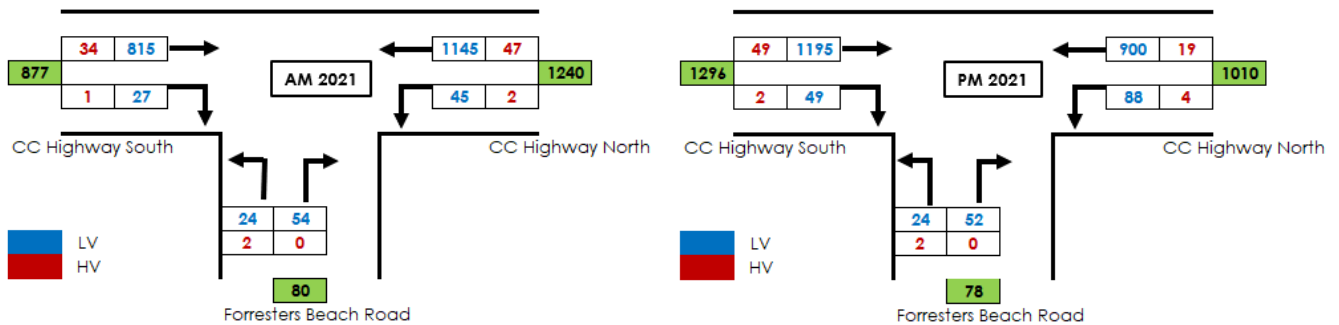 34 815 1145 47
877 AM 2021 1240
1 27 45 2
CC Highway South CC Highway North
24 54
2 0
LV
HV
80
Forresters Beach Road
49 1195 900 19
1296 PM 2021 1010
2 49 88 4
CC Highway South CC Highway North
24 52
2 0
LV
HV
78
Forresters Beach Road